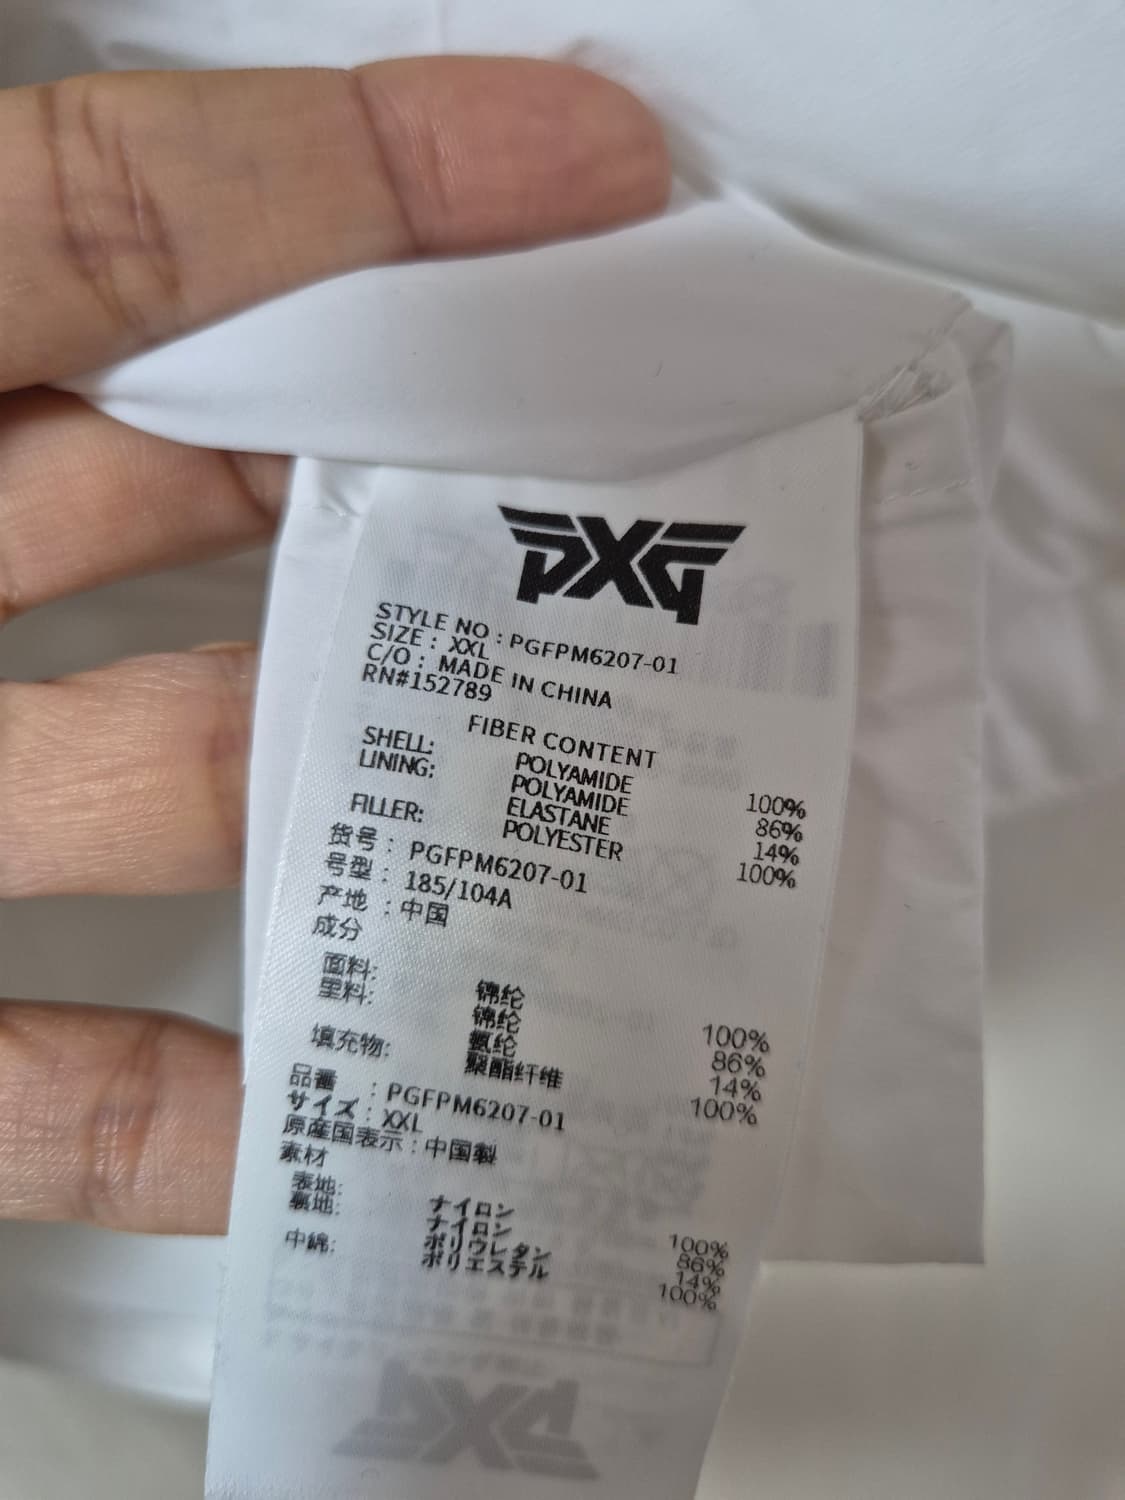 PXG
STYLE NO : PGFPM6207-01
SIZE : XXL
C/O : MADE IN CHINA
RN#152789
FIBER CONTENT
SHELL: POLYAMIDE 100%
LINING: POLYAMIDE 86%
ELASTANE 14%
FILLER: POLYESTER 100%
货号 : PGFPM6207-01
号型 : 185/104A
产地 : 中国
成分
面料: 锦纶 100%
里料: 锦纶 86%
氨纶 14%
填充物: 聚酯纤维 100%
品番 : PGFPM6207-01
サイズ : XXL
原産国表示 : 中国製
素材
表地: ナイロン 100%
裏地: ナイロン 86%
ポリウレタン 14%
中綿: ポリエステル 100%